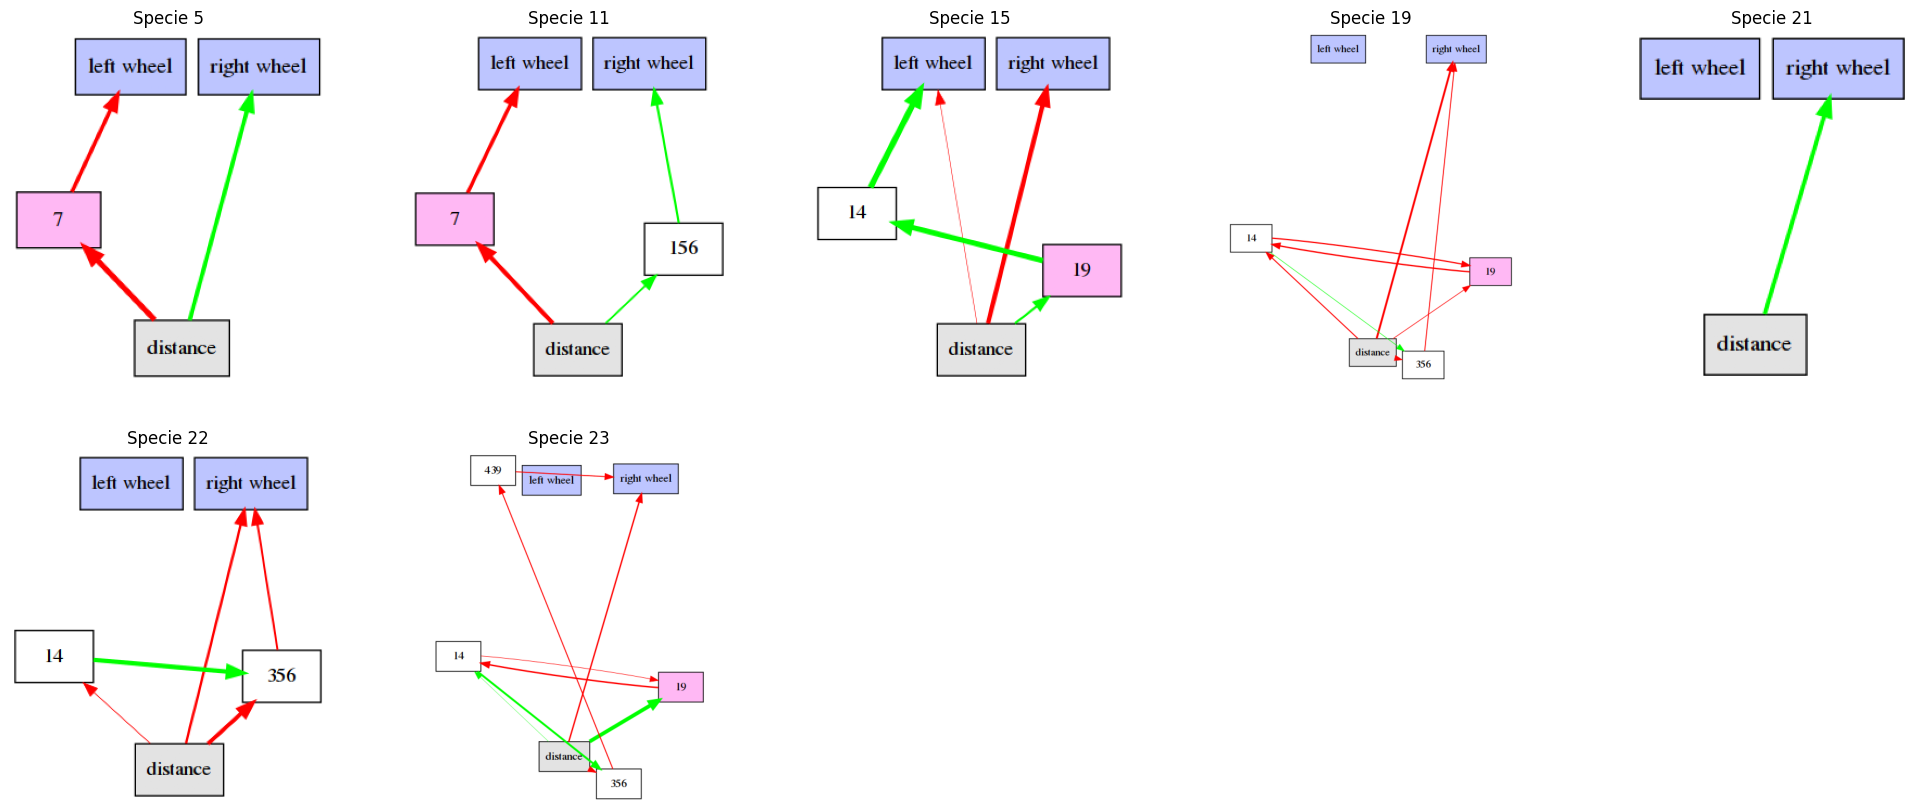 Specie 5
left wheel
right wheel
7
distance
Specie 11
left wheel
right wheel
7
156
distance
Specie 15
left wheel
right wheel
14
19
distance
Specie 19
left wheel
right wheel
14
19
distance
356
Specie 21
left wheel
right wheel
distance
Specie 22
left wheel
right wheel
14
356
distance
Specie 23
439
left wheel
right wheel
14
19
distance
356